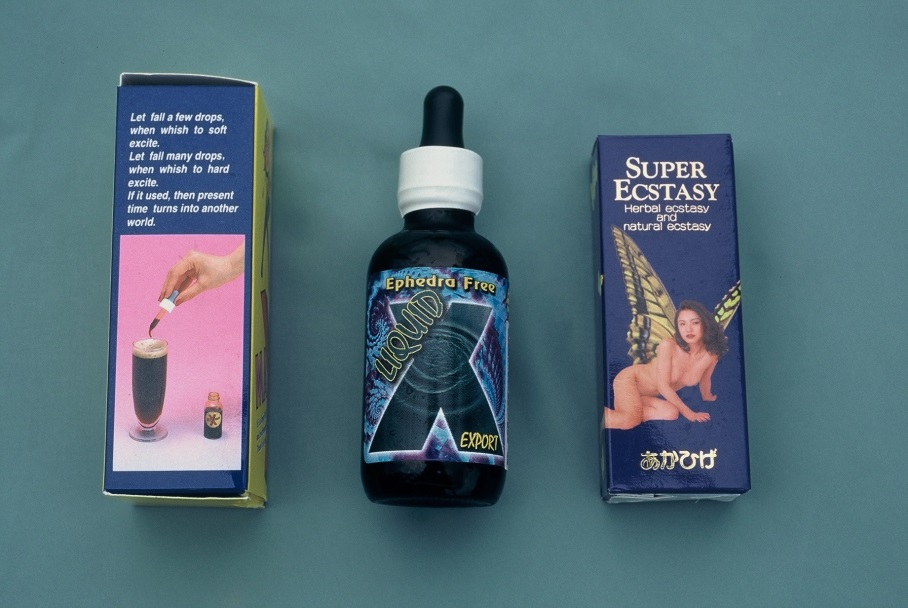 Let fall a few drops,
when whish to soft
excite.
Let fall many drops,
when whish to hard
excite.
If it used, then present
time turns into another
world.
Ephedra Free
LIQUID
X
EXPORT
SUPER
ECSTASY
Herbal ecstasy
and
natural ecstasy
あかひげ